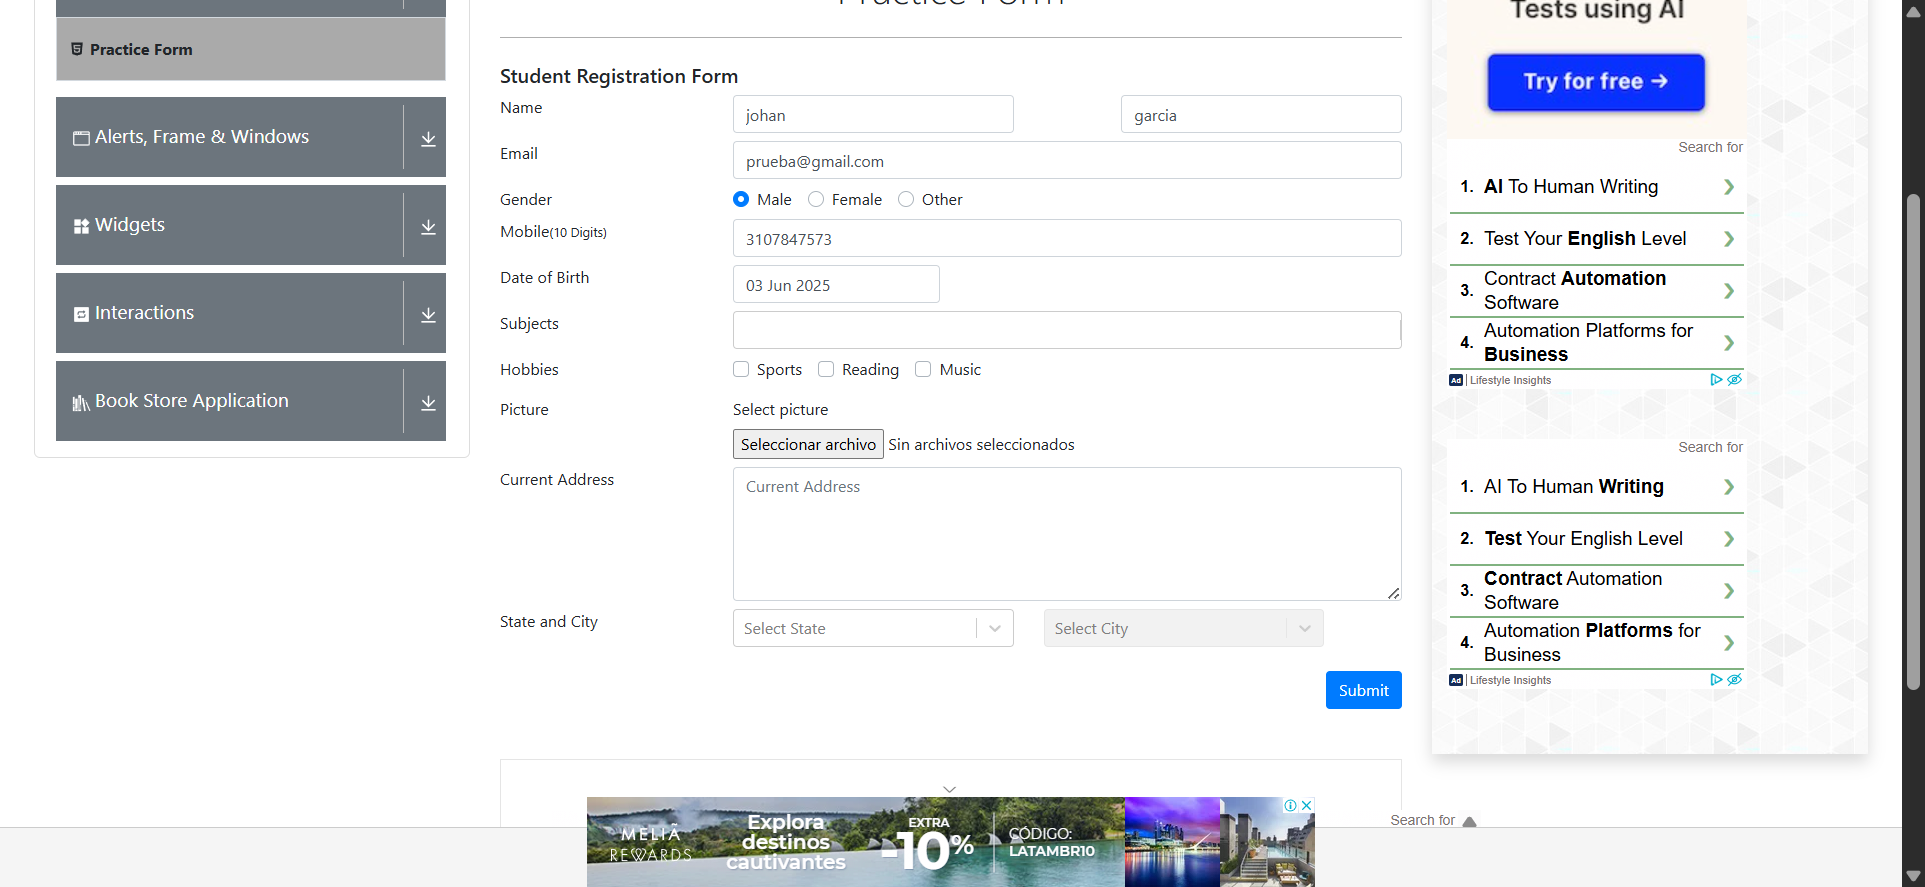 Practice Form
Practice Form
Alerts, Frame & Windows
Widgets
Interactions
Book Store Application
Student Registration Form
Name
johan
garcia
Email
prueba@gmail.com
Gender
Male
Female
Other
Mobile(10 Digits)
3107847573
Date of Birth
03 Jun 2025
Subjects
Hobbies
Sports
Reading
Music
Picture
Select picture
Seleccionar archivo Sin archivos seleccionados
Current Address
Current Address
State and City
Select State
Select City
Submit
Tests using AI
Try for free →
Search for
1. AI To Human Writing
2. Test Your English Level
3. Contract Automation
Software
4. Automation Platforms for
Business
Ad | Lifestyle Insights
Search for
1. AI To Human Writing
2. Test Your English Level
3. Contract Automation
Software
4. Automation Platforms for
Business
Ad | Lifestyle Insights
MELIÃ
REWARDS
Explora
destinos
cautivantes
EXTRA
-10%
CÓDIGO:
LATAMBR10
Search for